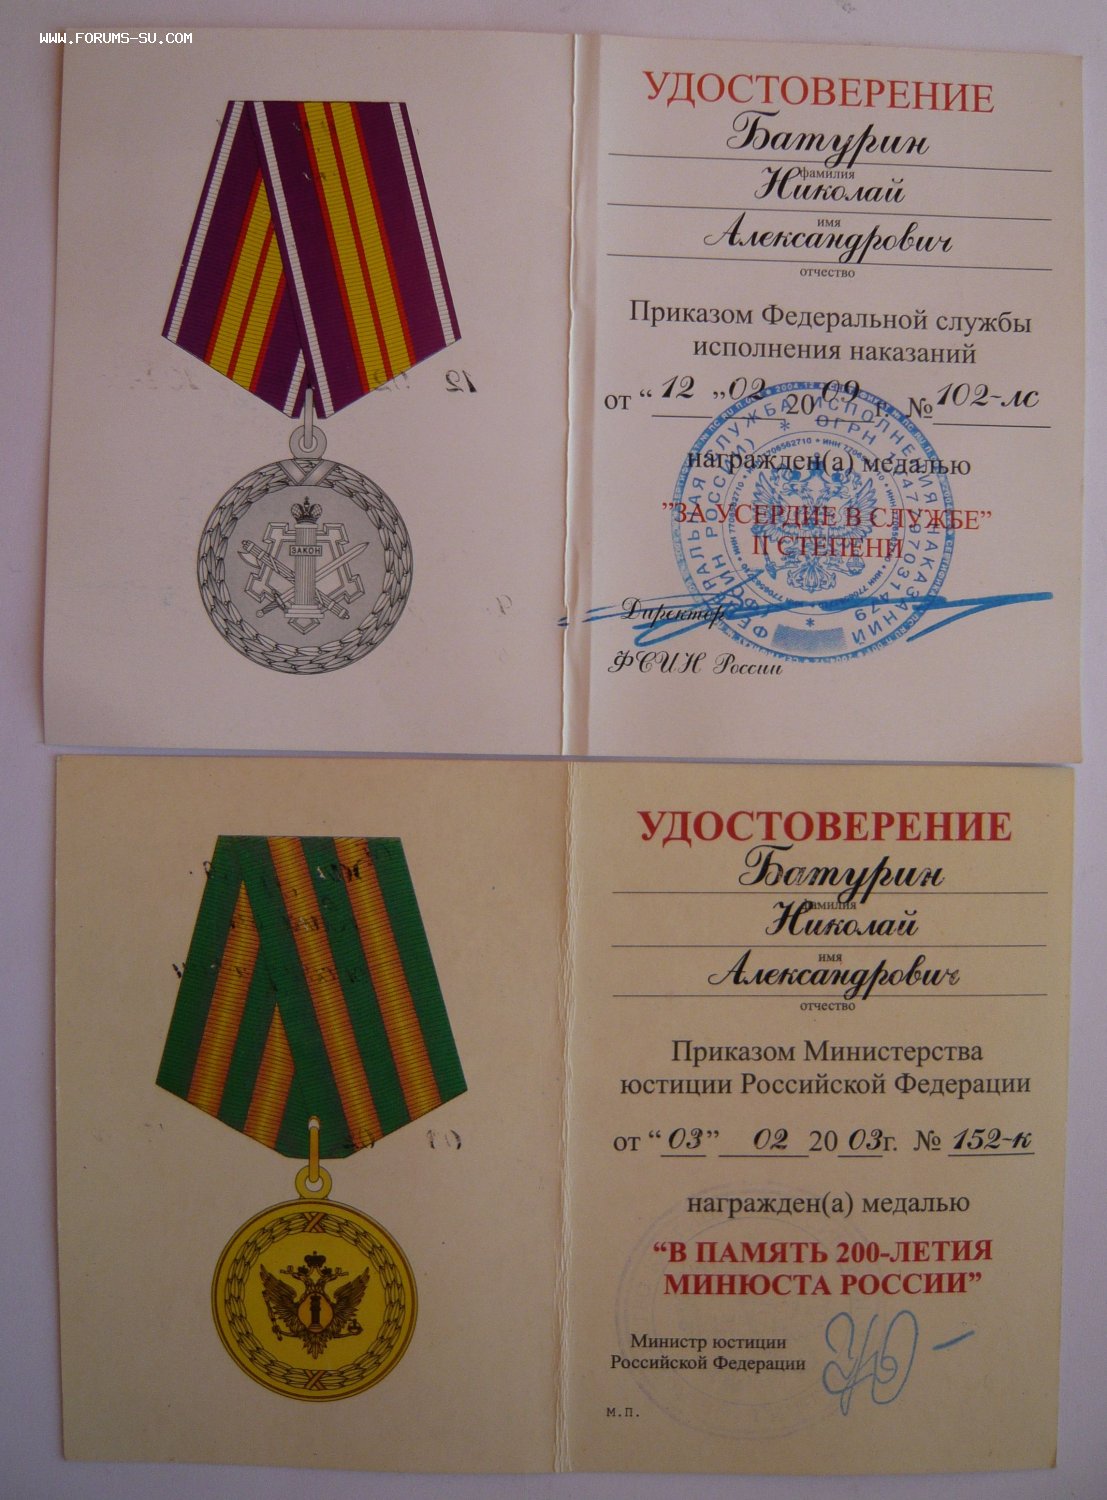 WWW.FORUMS-SU.COM
УДОСТОВЕРЕНИЕ
Батурин
фамилия
Николай
имя
Александрович
отчество
Приказом Федеральной службы
исполнения наказаний
от “12„ 02 2009 г. № 102-лс
награжден(а) медалью
”ЗА УСЕРДИЕ В СЛУЖБЕ”
II СТЕПЕНИ
Директор
ФСИН России
ЗАКОН
УДОСТОВЕРЕНИЕ
Батурин
фамилия
Николай
имя
Александрович
отчество
Приказом Министерства
юстиции Российской Федерации
от “03” 02 2003г. № 152-к
награжден(а) медалью
“В ПАМЯТЬ 200-ЛЕТИЯ
МИНЮСТА РОССИИ”
Министр юстиции
Российской Федерации
м.п.